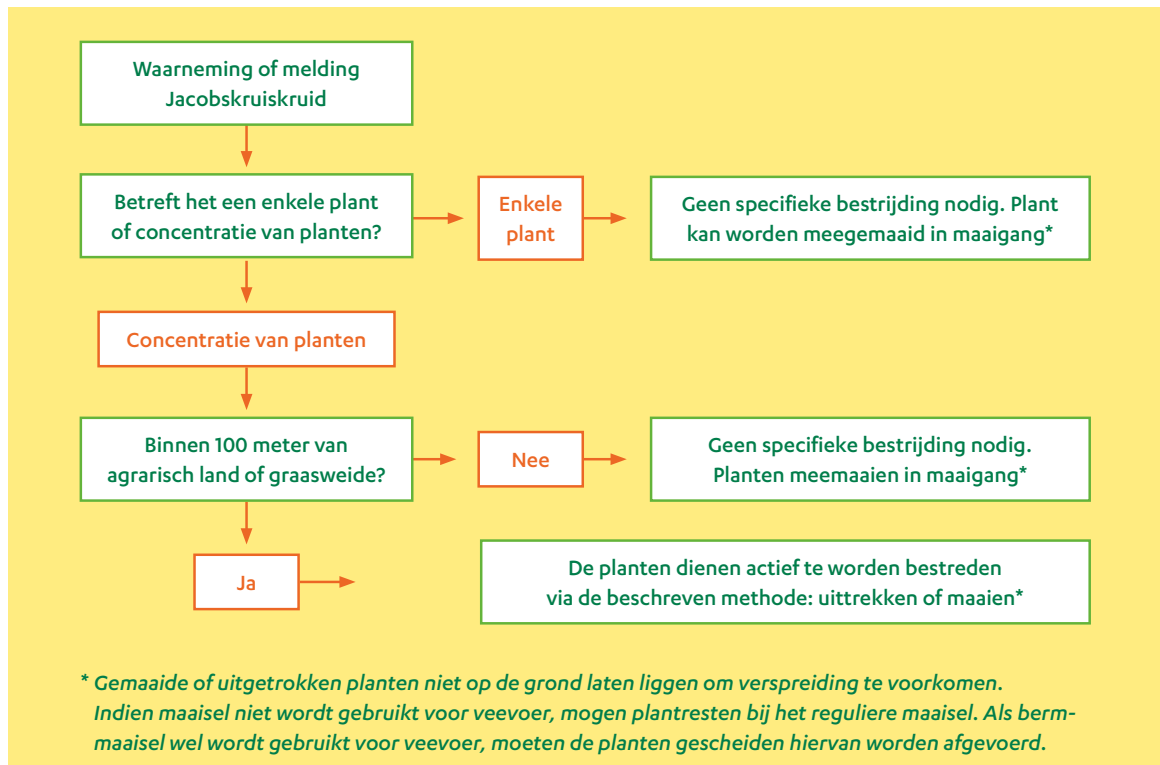 Waarneming of melding
Jacobskruiskruid
Betreft het een enkele plant
of concentratie van planten?
Enkele
plant
Geen specifieke bestrijding nodig. Plant
kan worden meegemaaid in maaigang*
Concentratie van planten
Binnen 100 meter van
agrarisch land of graasweide?
Nee
Geen specifieke bestrijding nodig.
Planten meemaaien in maaigang*
Ja
De planten dienen actief te worden bestreden
via de beschreven methode: uittrekken of maaien*
* Gemaaide of uitgetrokken planten niet op de grond laten liggen om verspreiding te voorkomen.
Indien maaisel niet wordt gebruikt voor veevoer, mogen plantresten bij het reguliere maaisel. Als berm-
maaisel wel wordt gebruikt voor veevoer, moeten de planten gescheiden hiervan worden afgevoerd.